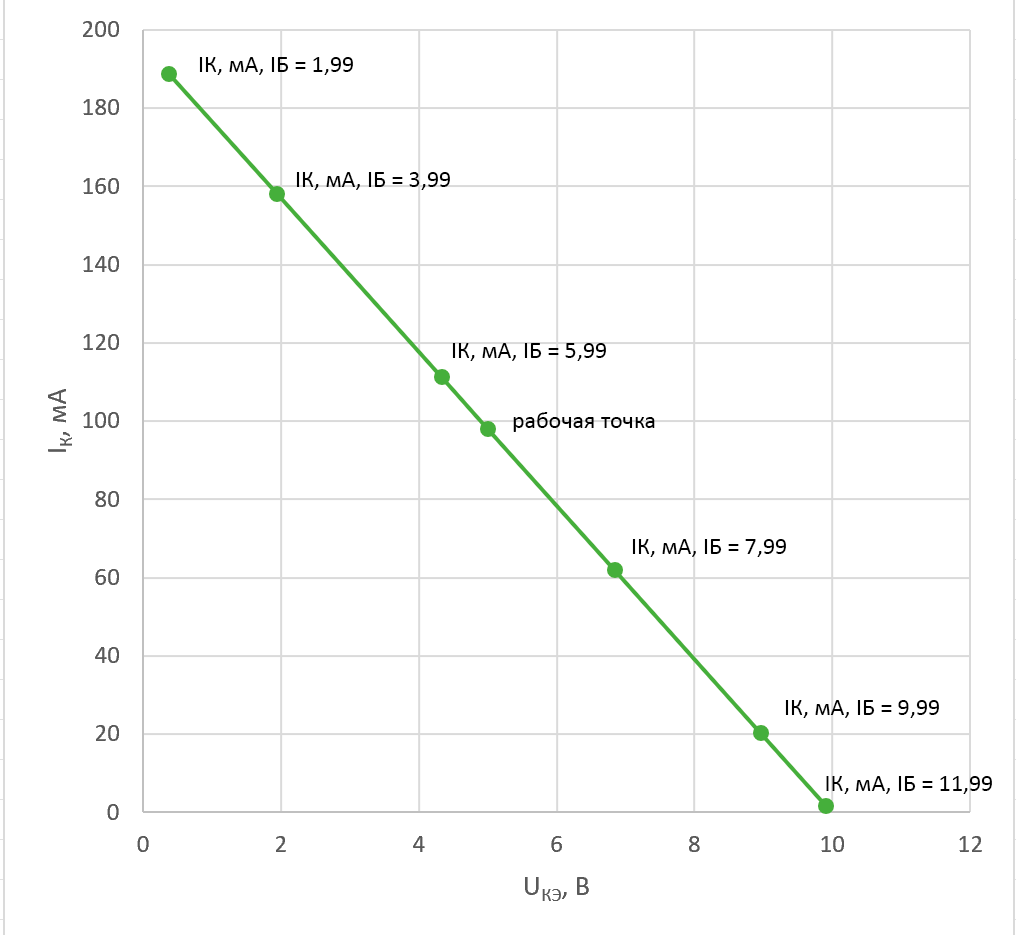 200
180
160
140
120
100
80
60
40
20
0
IК, мА
IК, мА, IБ = 1,99
IК, мА, IБ = 3,99
IК, мА, IБ = 5,99
рабочая точка
IК, мА, IБ = 7,99
IК, мА, IБ = 9,99
IК, мА, IБ = 11,99
0 2 4 6 8 10 12
UКЭ, В